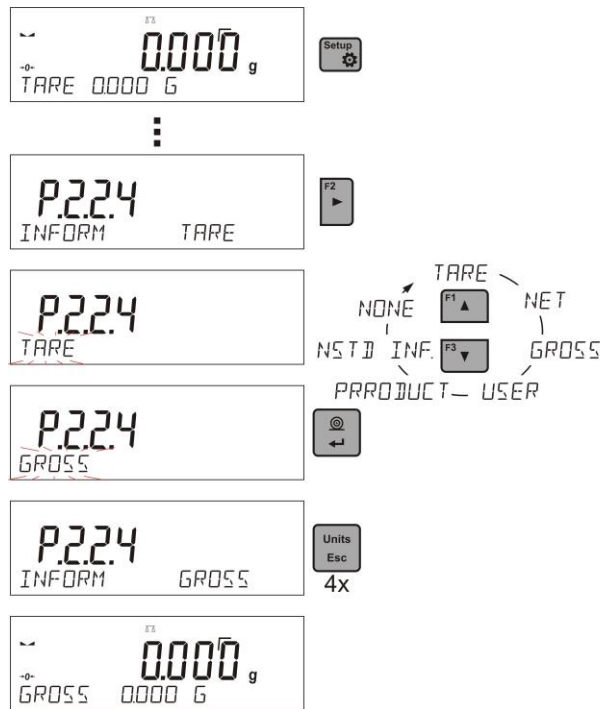 0.000 g
→0←
TARE 0.000 G
Setup
P.2.2.4
INFORM TARE
F2
P.2.2.4
TARE
TARE
NET
GROSS
USER
PRRODUCT
NSTD INF.
NONE
F1
F3
P.2.2.4
GROSS
P.2.2.4
INFORM GROSS
Units
Esc
4x
0.000 g
→0←
GROSS 0.000 G